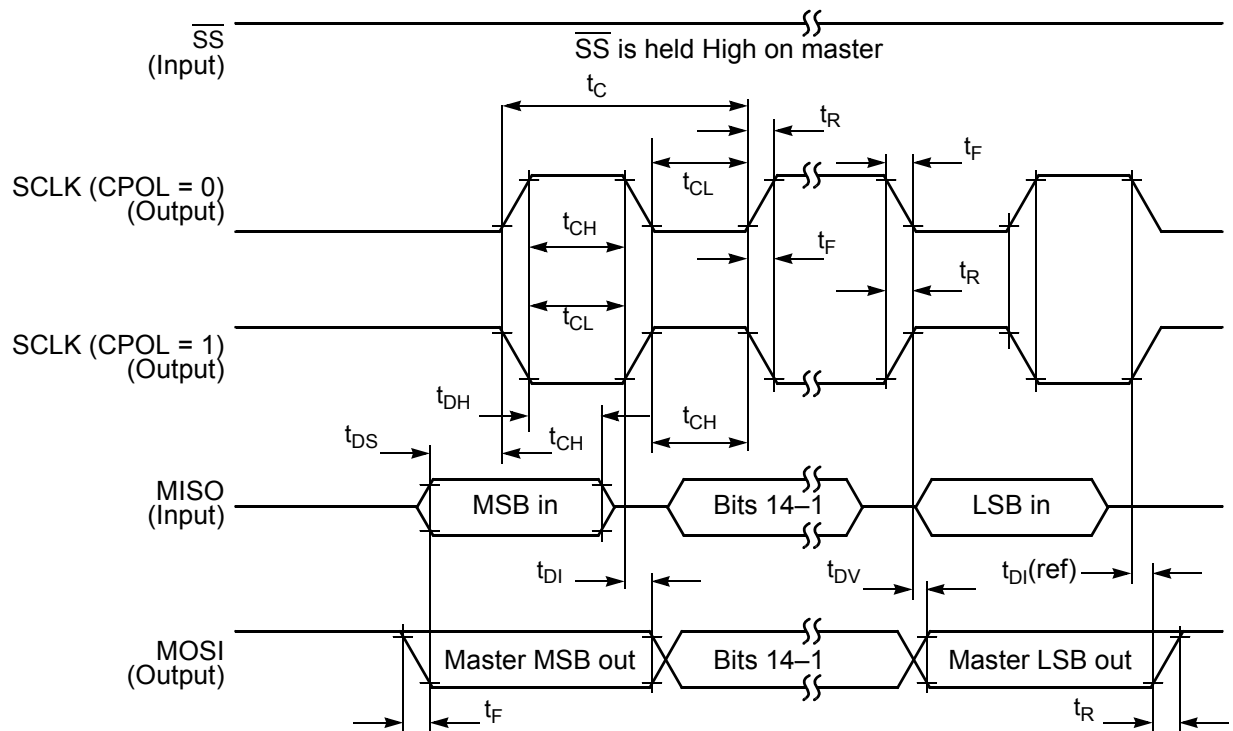 SS
(Input)
SS is held High on master
tC
tR
tF
SCLK (CPOL = 0)
(Output)
tCL
tCH
tF
tR
tCL
SCLK (CPOL = 1)
(Output)
tDH
tCH
tCH
tDS
MISO
(Input)
MSB in
Bits 14–1
LSB in
tDI
tDV
tDI(ref)
MOSI
(Output)
Master MSB out
Bits 14–1
Master LSB out
tF
tR